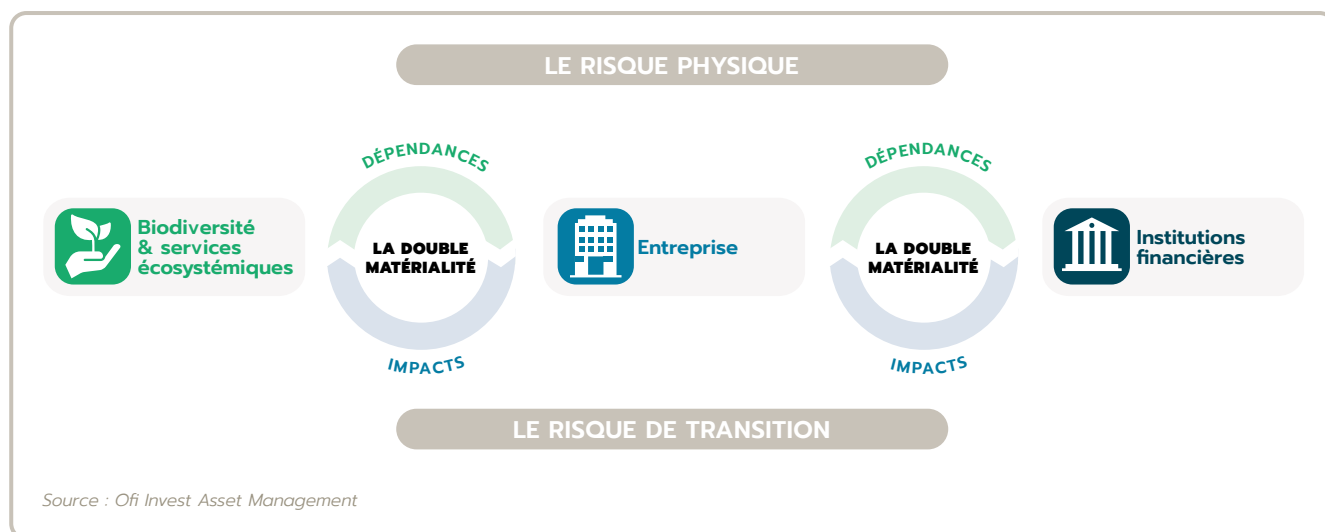 LE RISQUE PHYSIQUE
DÉPENDANCES
DÉPENDANCES
Biodiversité
& services
écosystémiques
LA DOUBLE
MATÉRIALITÉ
Entreprise
LA DOUBLE
MATÉRIALITÉ
Institutions
financières
IMPACTS
IMPACTS
LE RISQUE DE TRANSITION
Source : Ofi Invest Asset Management